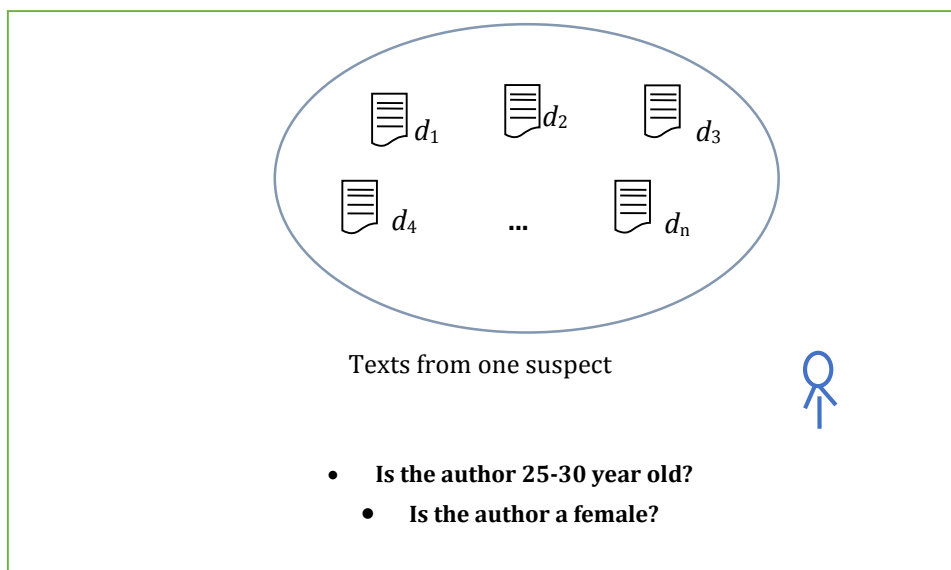 d1 d2 d3
d4 ... dn
Texts from one suspect
• Is the author 25-30 year old?
• Is the author a female?